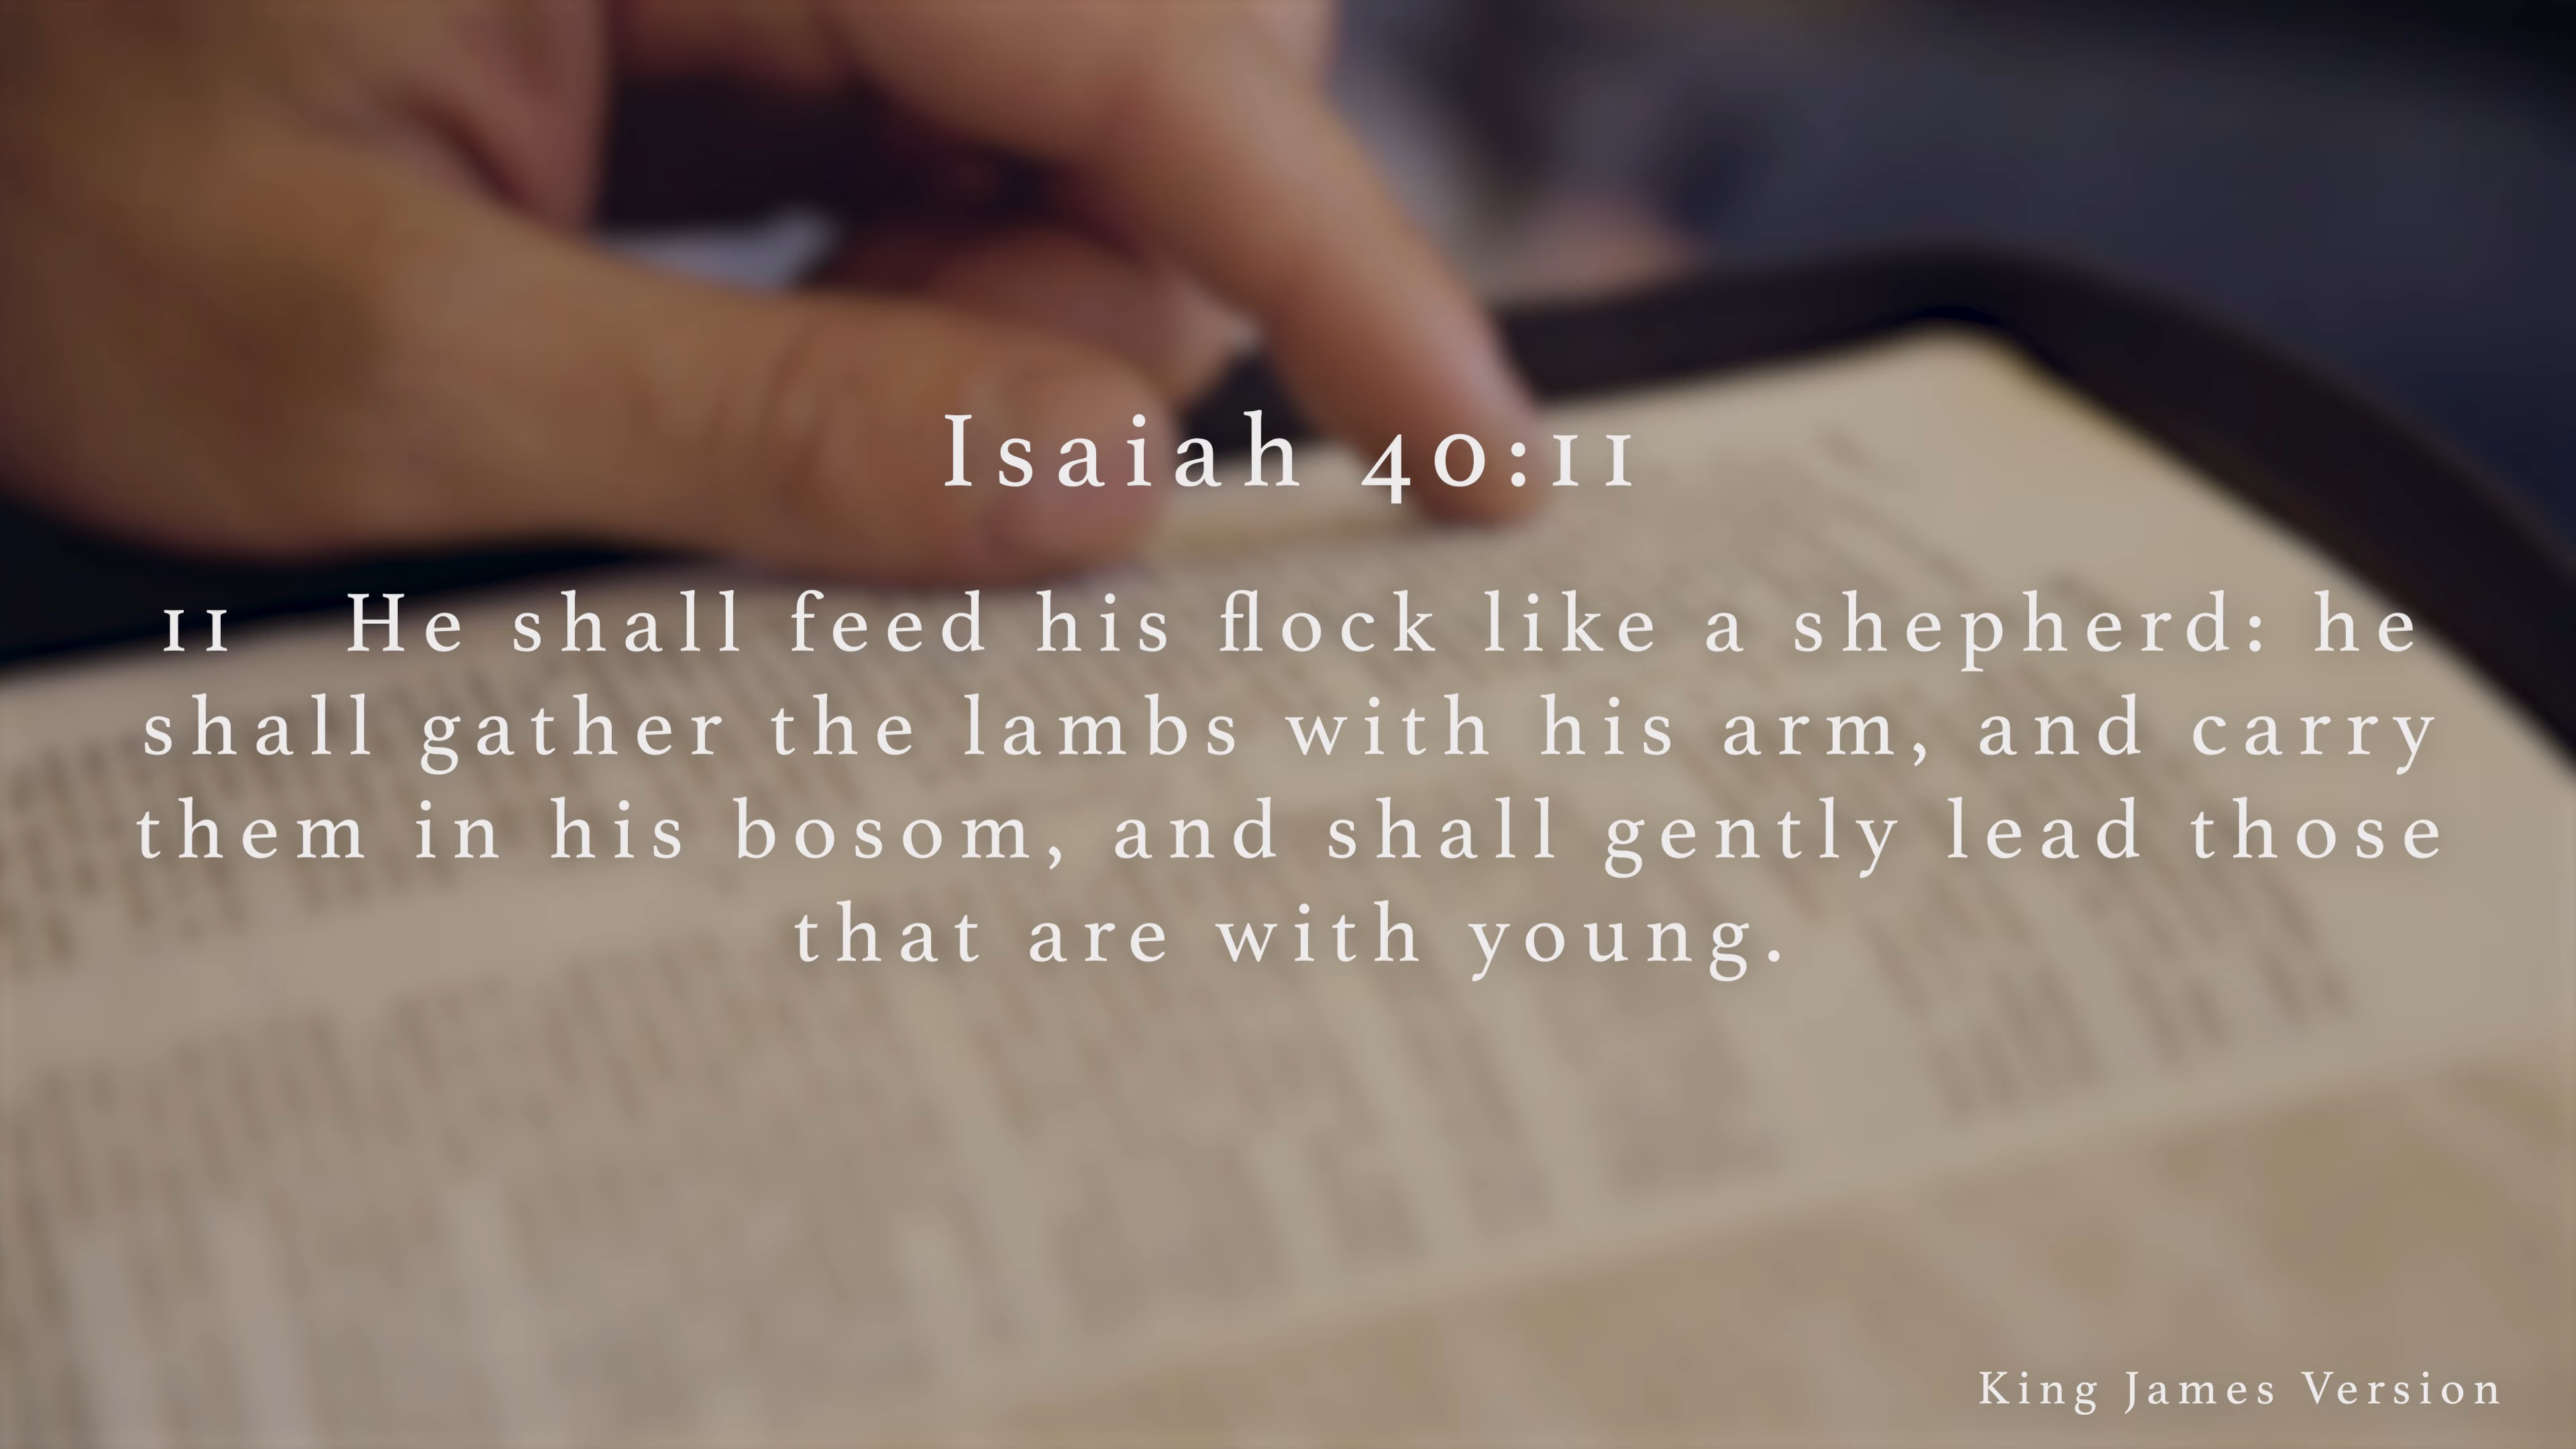 Isaiah 40:11
11 He shall feed his flock like a shepherd: he
shall gather the lambs with his arm, and carry
them in his bosom, and shall gently lead those
that are with young.
King James Version